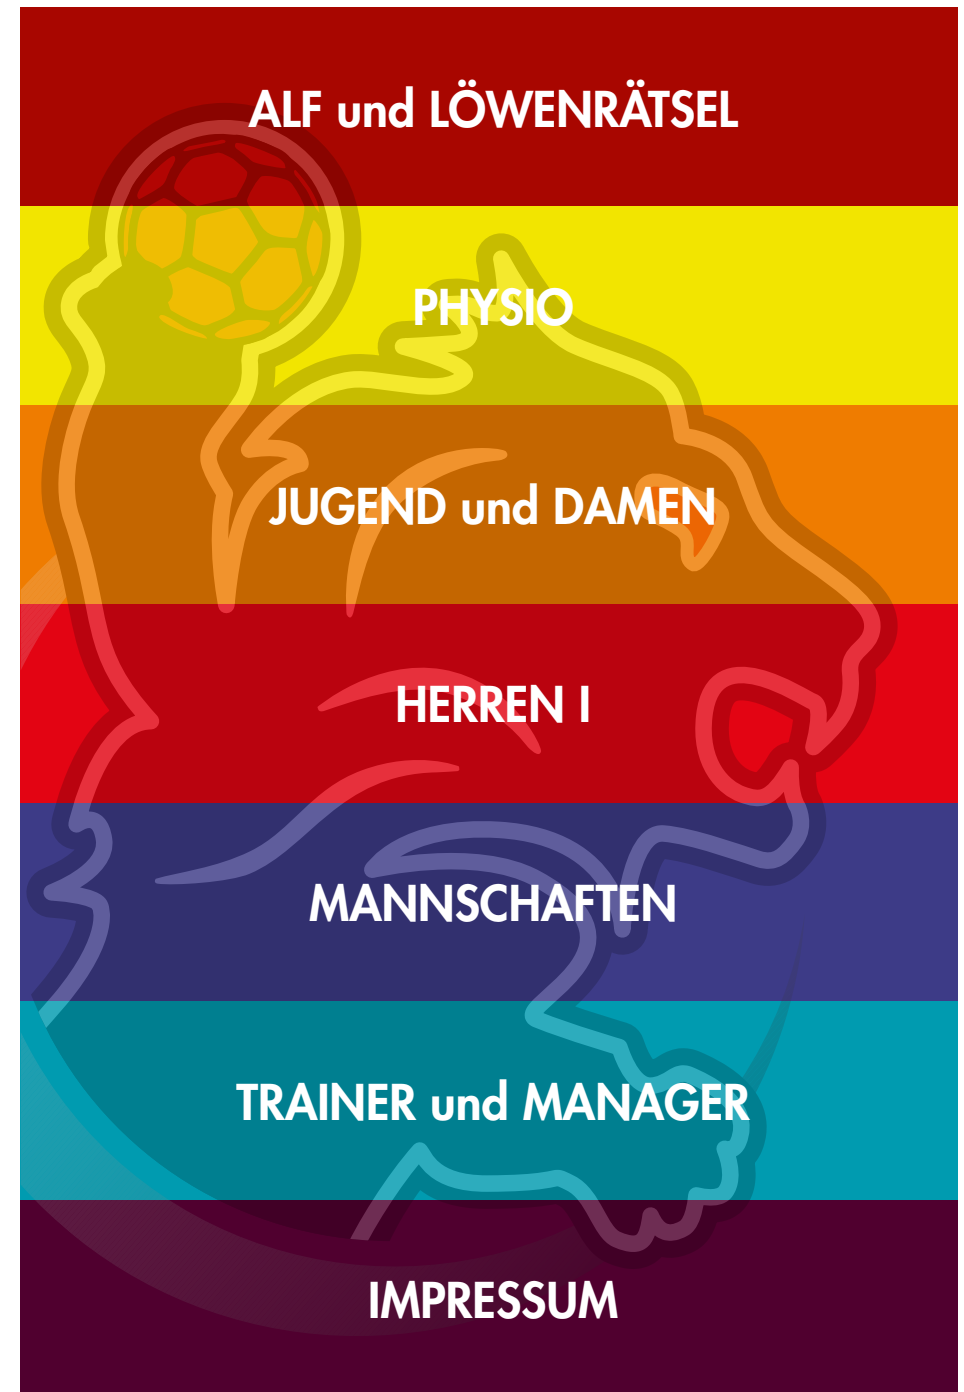 ALF und LÖWENRÄTSEL
PHYSIO
JUGEND und DAMEN
HERREN I
MANNSCHAFTEN
TRAINER und MANAGER
IMPRESSUM